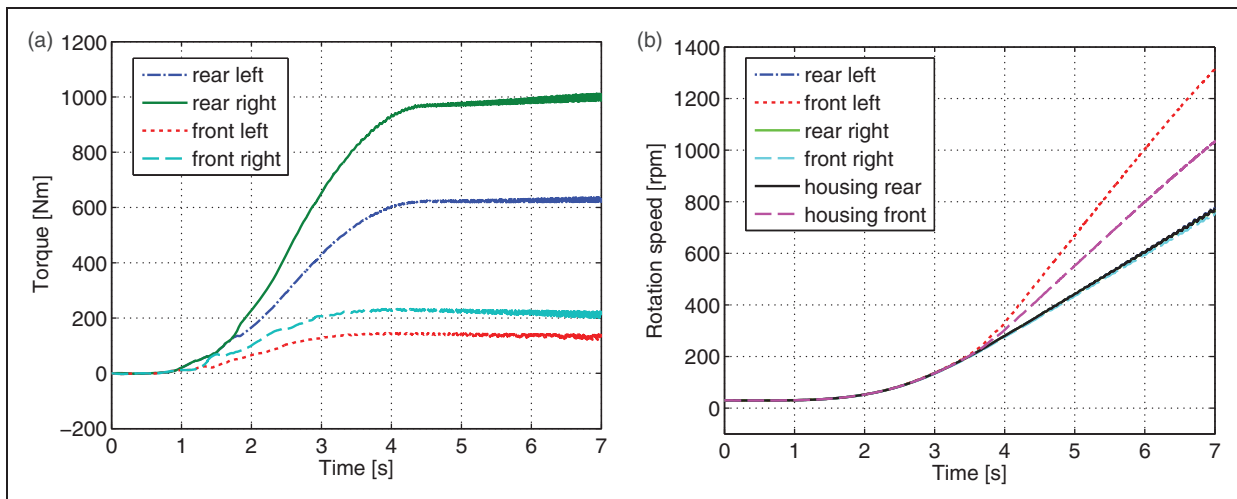 (a)
1200
1000
800
600
400
200
0
−200
Torque [Nm]
rear left
rear right
front left
front right
0 1 2 3 4 5 6 7
Time [s]
(b)
1400
1200
1000
800
600
400
200
0
Rotation speed [rpm]
rear left
front left
rear right
front right
housing rear
housing front
0 1 2 3 4 5 6 7
Time [s]